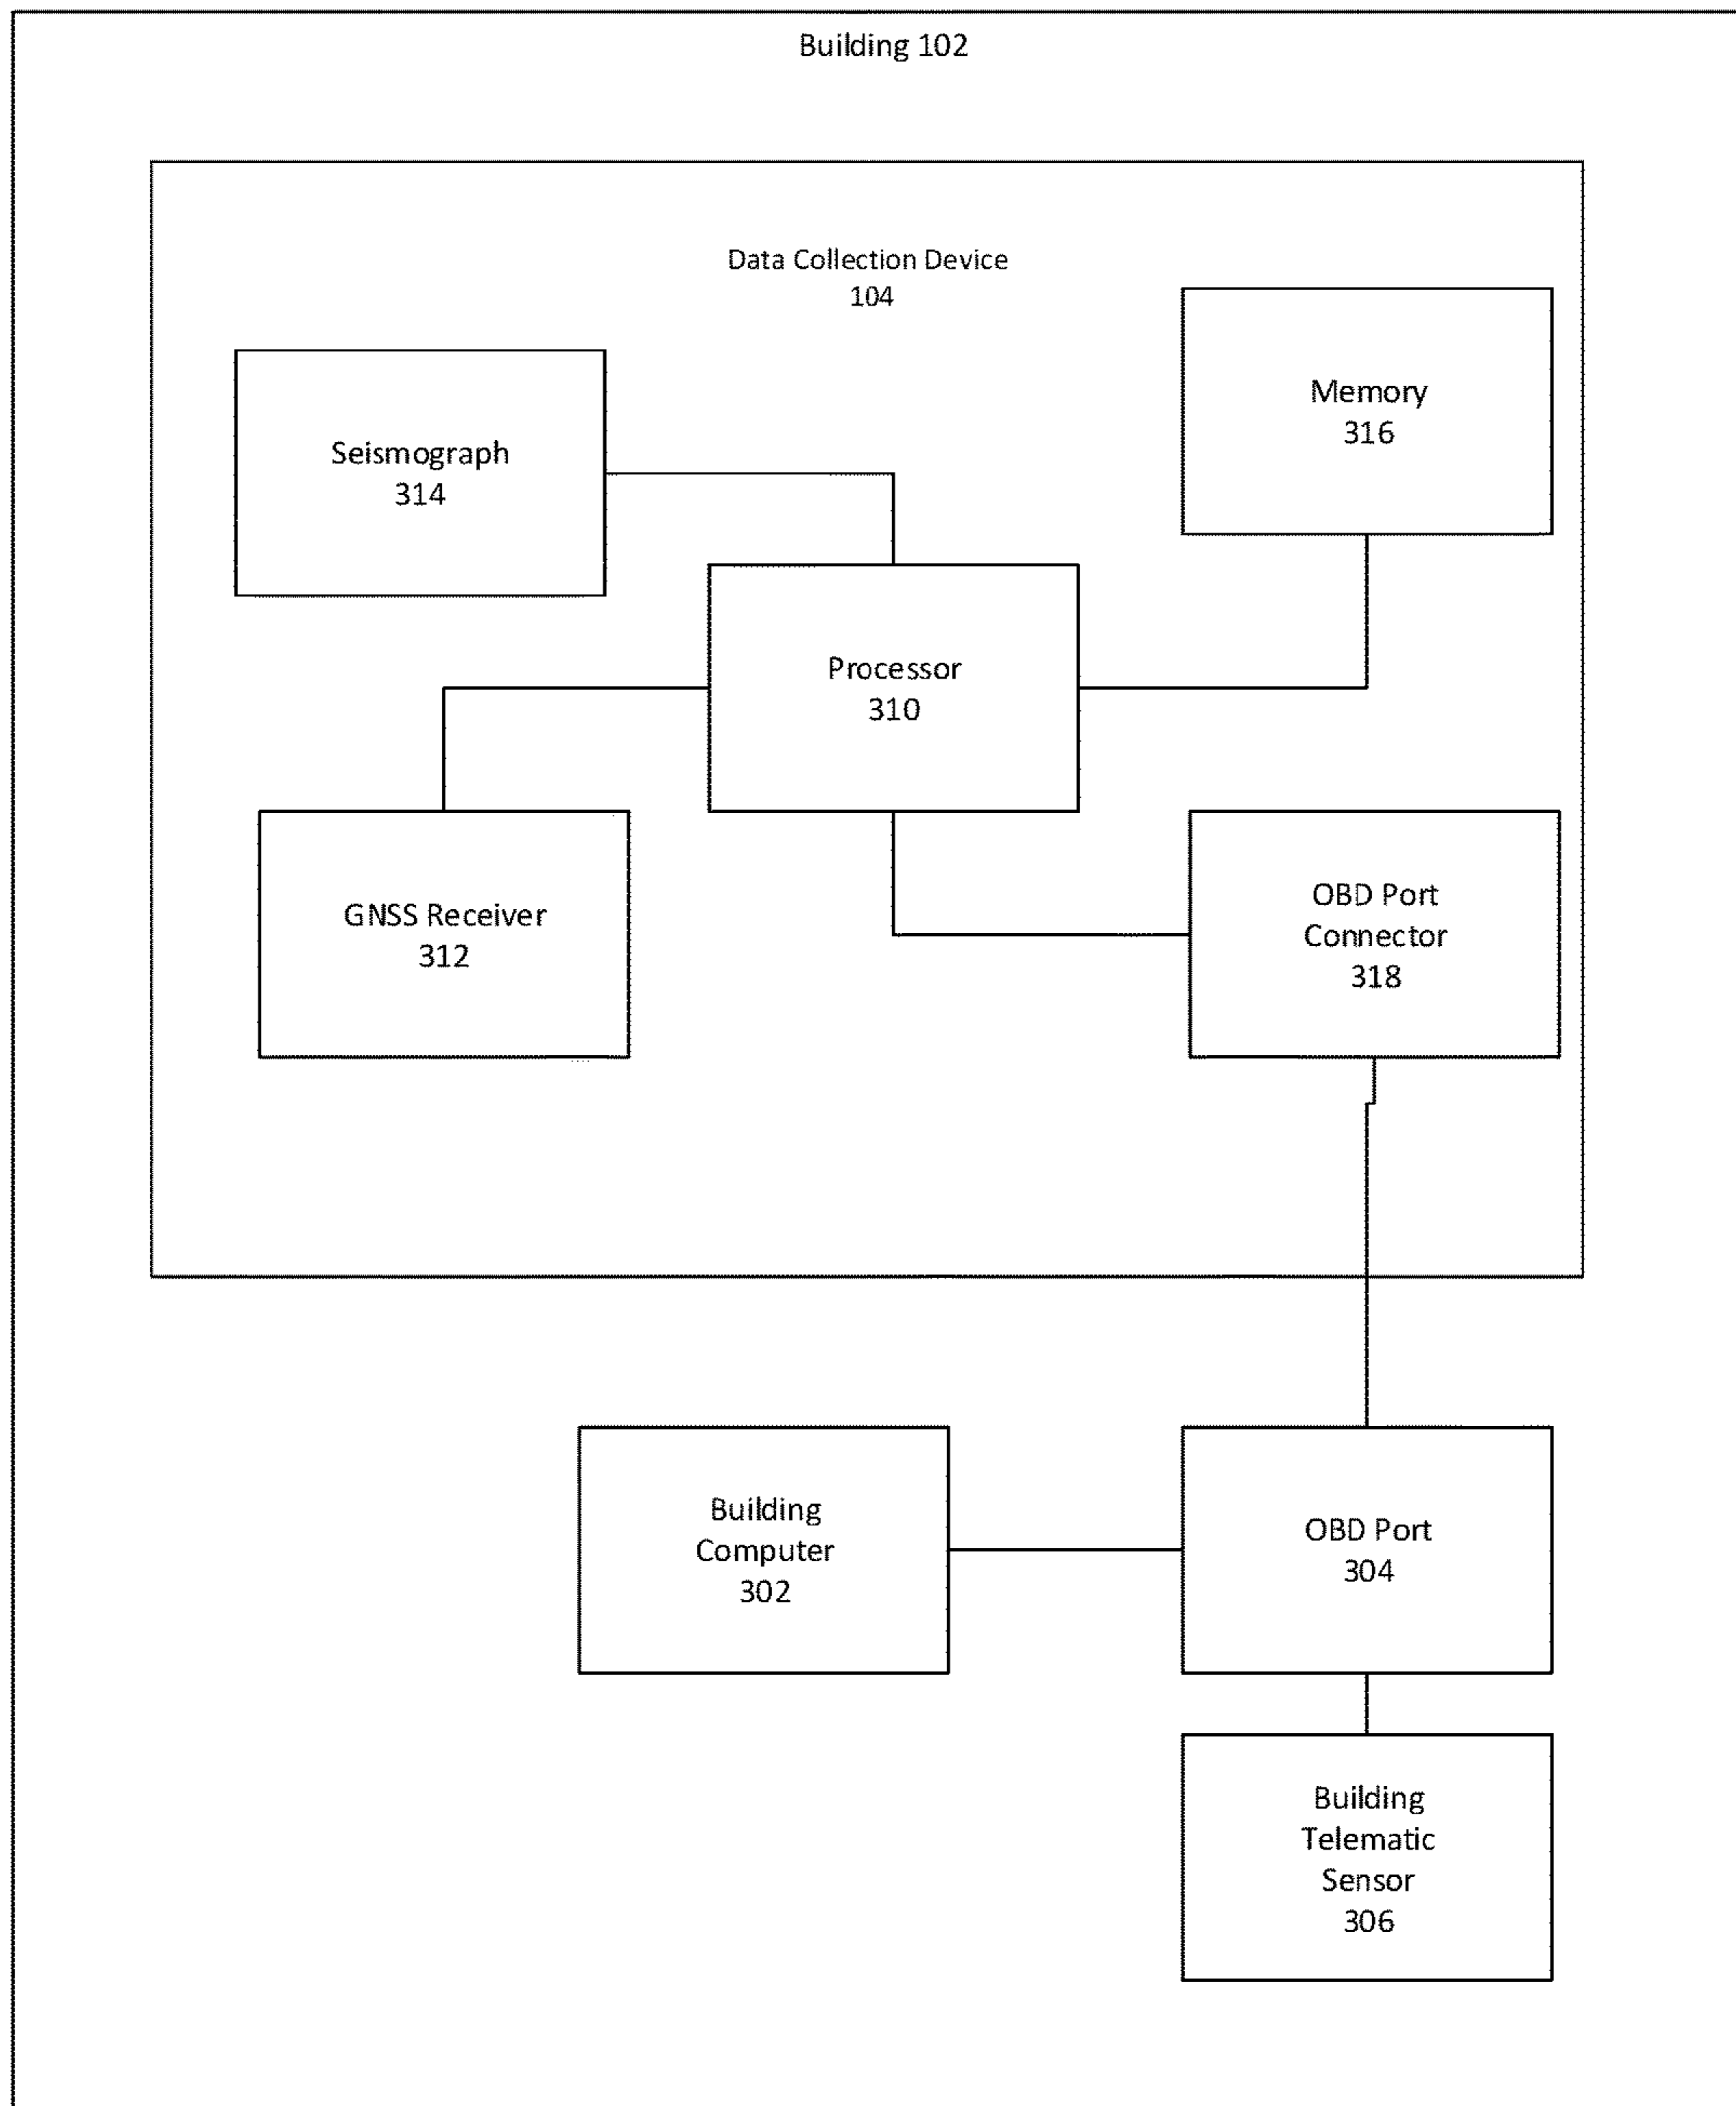 Building 102
Data Collection Device
104
Memory
316
Seismograph
314
Processor
310
GNSS Receiver
312
OBD Port
Connector
318
Building
Computer
302
OBD Port
304
Building
Telematic
Sensor
306